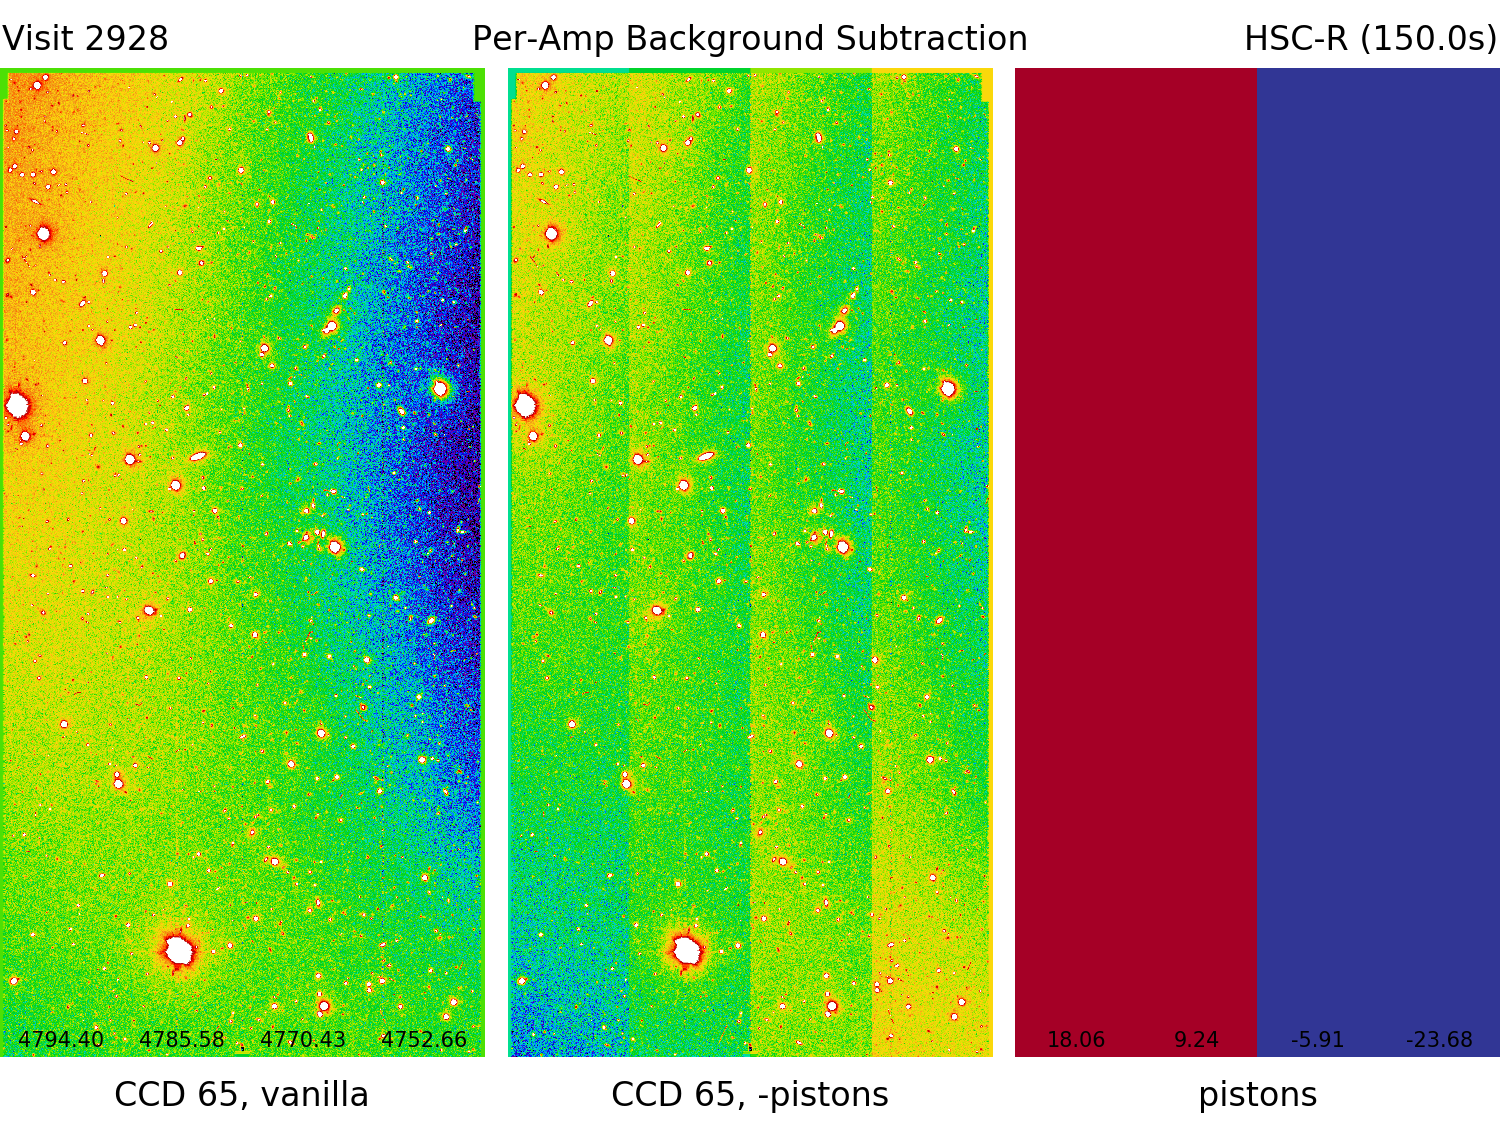 Visit 2928 Per-Amp Background Subtraction HSC-R (150.0s)
4794.40 4785.58 4770.43 4752.66 18.06 9.24 -5.91 -23.68
CCD 65, vanilla CCD 65, -pistons pistons